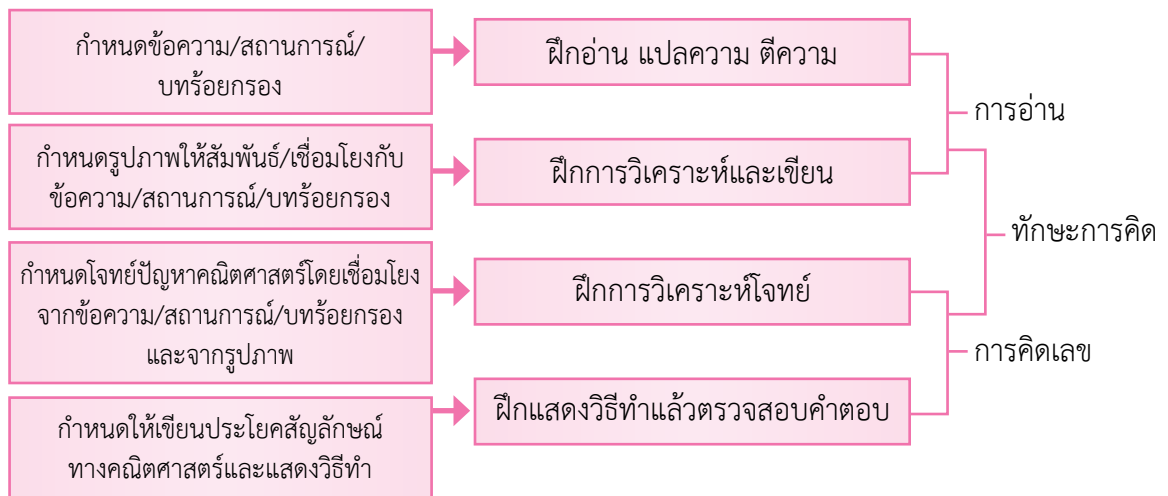 กำหนดข้อความ/สถานการณ์/
บทร้อยกรอง
ฝึกอ่าน แปลความ ตีความ
การอ่าน
กำหนดรูปภาพให้สัมพันธ์/เชื่อมโยงกับ
ข้อความ/สถานการณ์/บทร้อยกรอง
ฝึกการวิเคราะห์และเขียน
ทักษะการคิด
กำหนดโจทย์ปัญหาคณิตศาสตร์โดยเชื่อมโยง
จากข้อความ/สถานการณ์/บทร้อยกรอง
และจากรูปภาพ
ฝึกการวิเคราะห์โจทย์
การคิดเลข
กำหนดให้เขียนประโยคสัญลักษณ์
ทางคณิตศาสตร์และแสดงวิธีทำ
ฝึกแสดงวิธีทำแล้วตรวจสอบคำตอบ